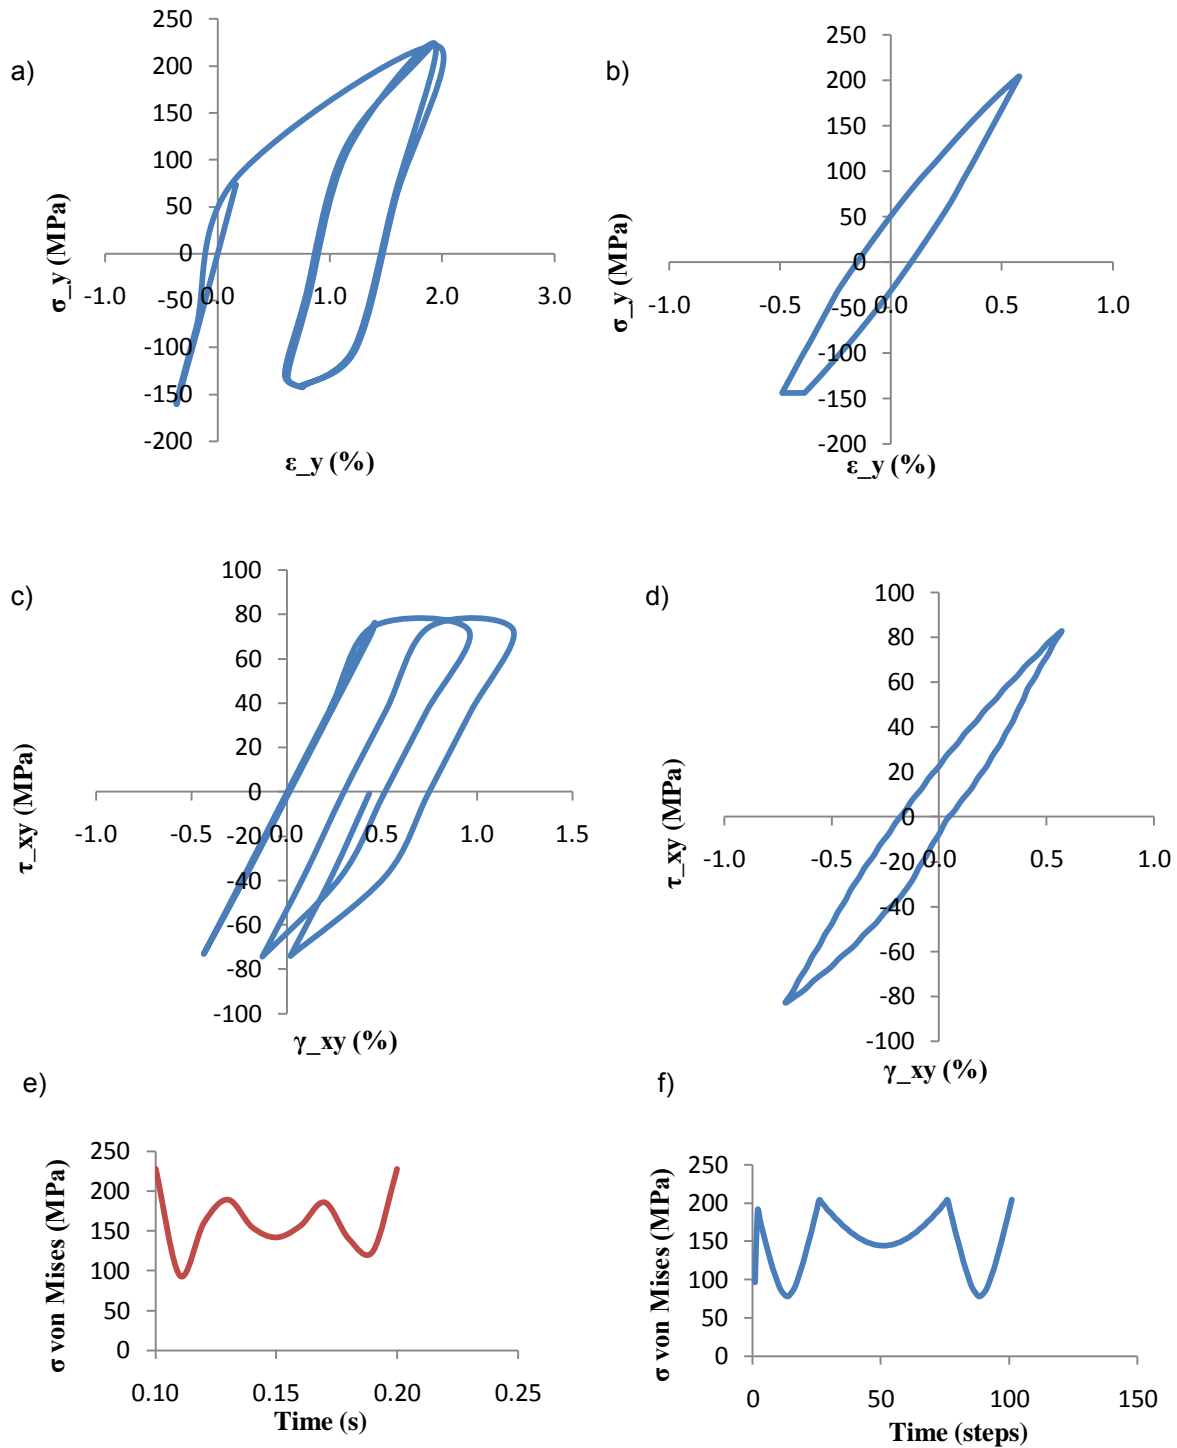 a)
250
200
150
100
50
0
-50
-100
-150
-200
-1.0 0.0 1.0 2.0 3.0
σ_y (MPa)
ε_y (%)
b)
250
200
150
100
50
0
-50
-100
-150
-200
-1.0 -0.5 0.0 0.5 1.0
σ_y (MPa)
ε_y (%)
c)
100
80
60
40
20
0
-20
-40
-60
-80
-100
-1.0 -0.5 0.0 0.5 1.0 1.5
τ_xy (MPa)
γ_xy (%)
d)
100
80
60
40
20
0
-20
-40
-60
-80
-100
-1.0 -0.5 0.0 0.5 1.0
τ_xy (MPa)
γ_xy (%)
e)
250
200
150
100
50
0
0.10 0.15 0.20 0.25
σ von Mises (MPa)
Time (s)
f)
250
200
150
100
50
0
0 50 100 150
σ von Mises (MPa)
Time (steps)